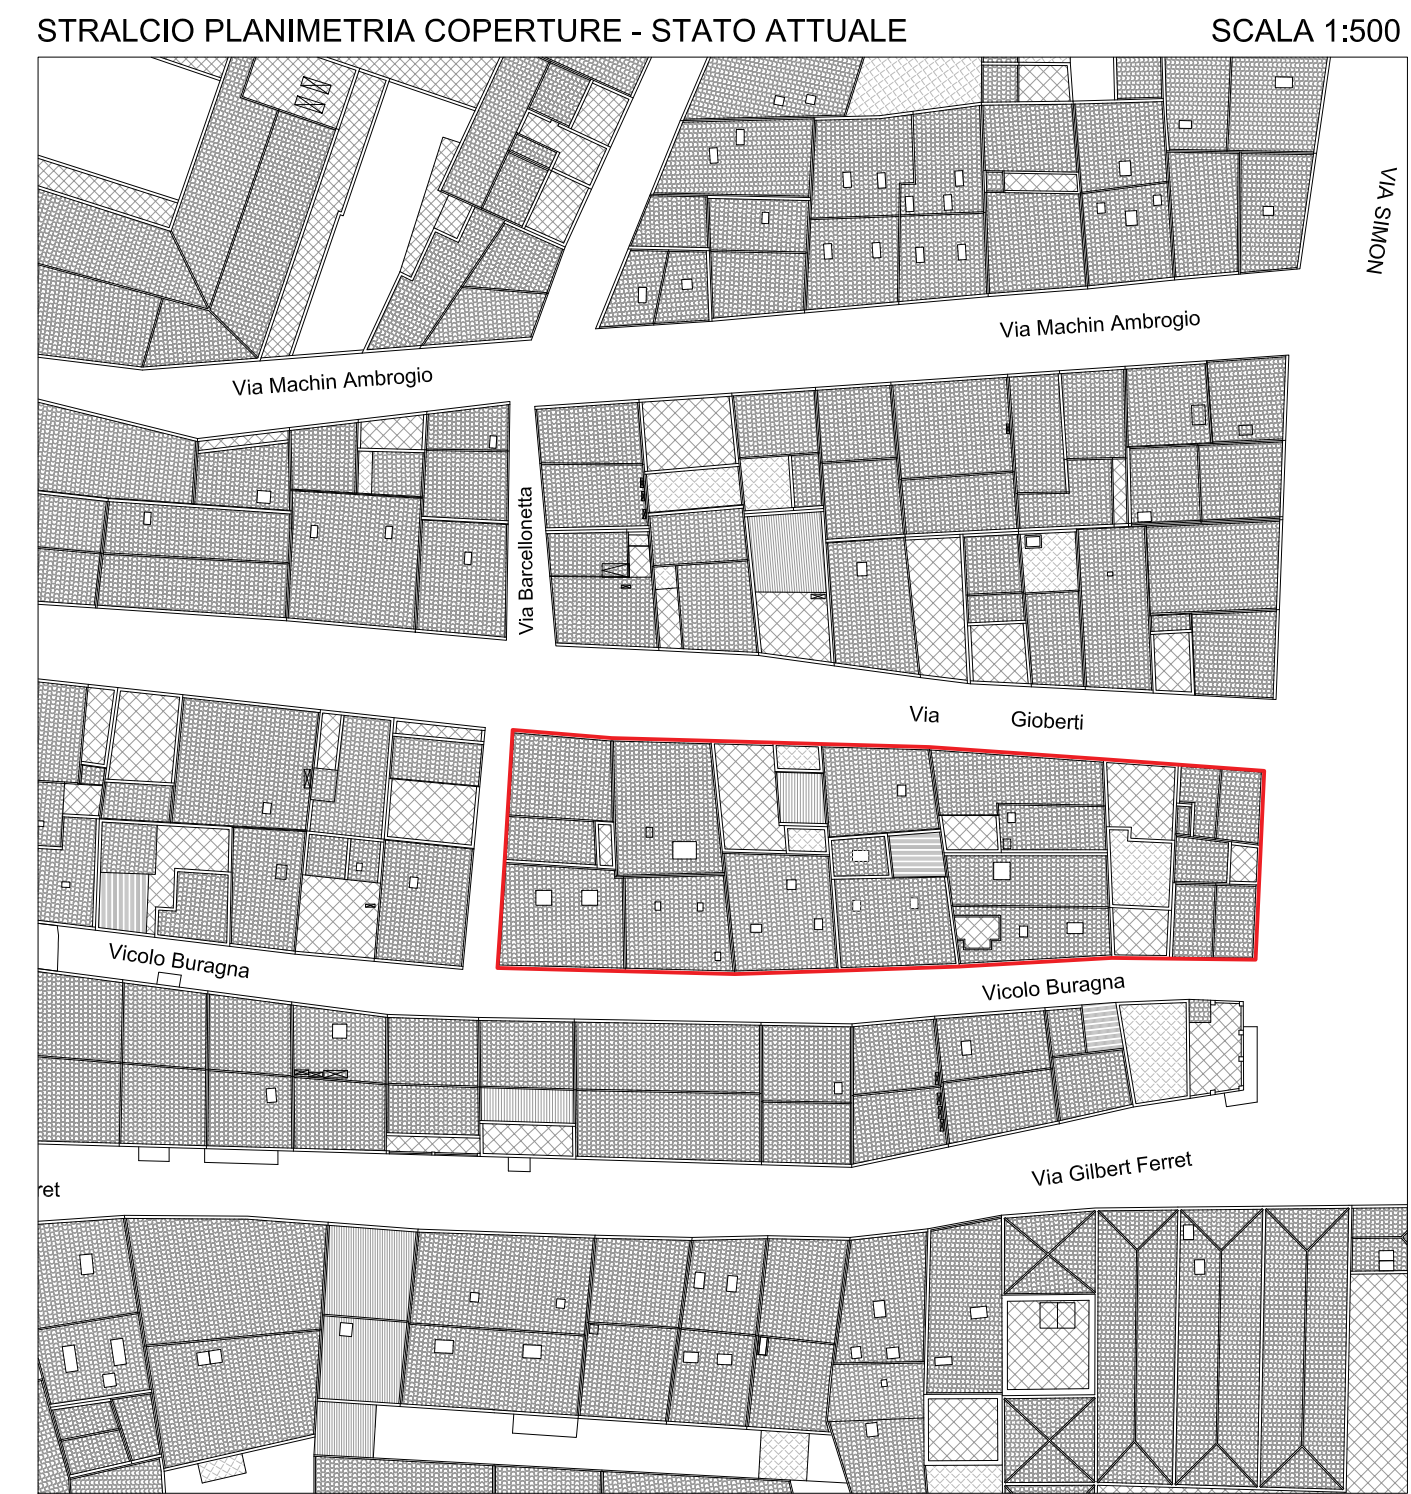 STRALCIO PLANIMETRIA COPERTURE - STATO ATTUALE
SCALA 1:500
VIA SIMON
Via Machin Ambrogio
Via Machin Ambrogio
Via Barcellonetta
Via Gioberti
Vicolo Buragna
Vicolo Buragna
Via Gilbert Ferret
ret